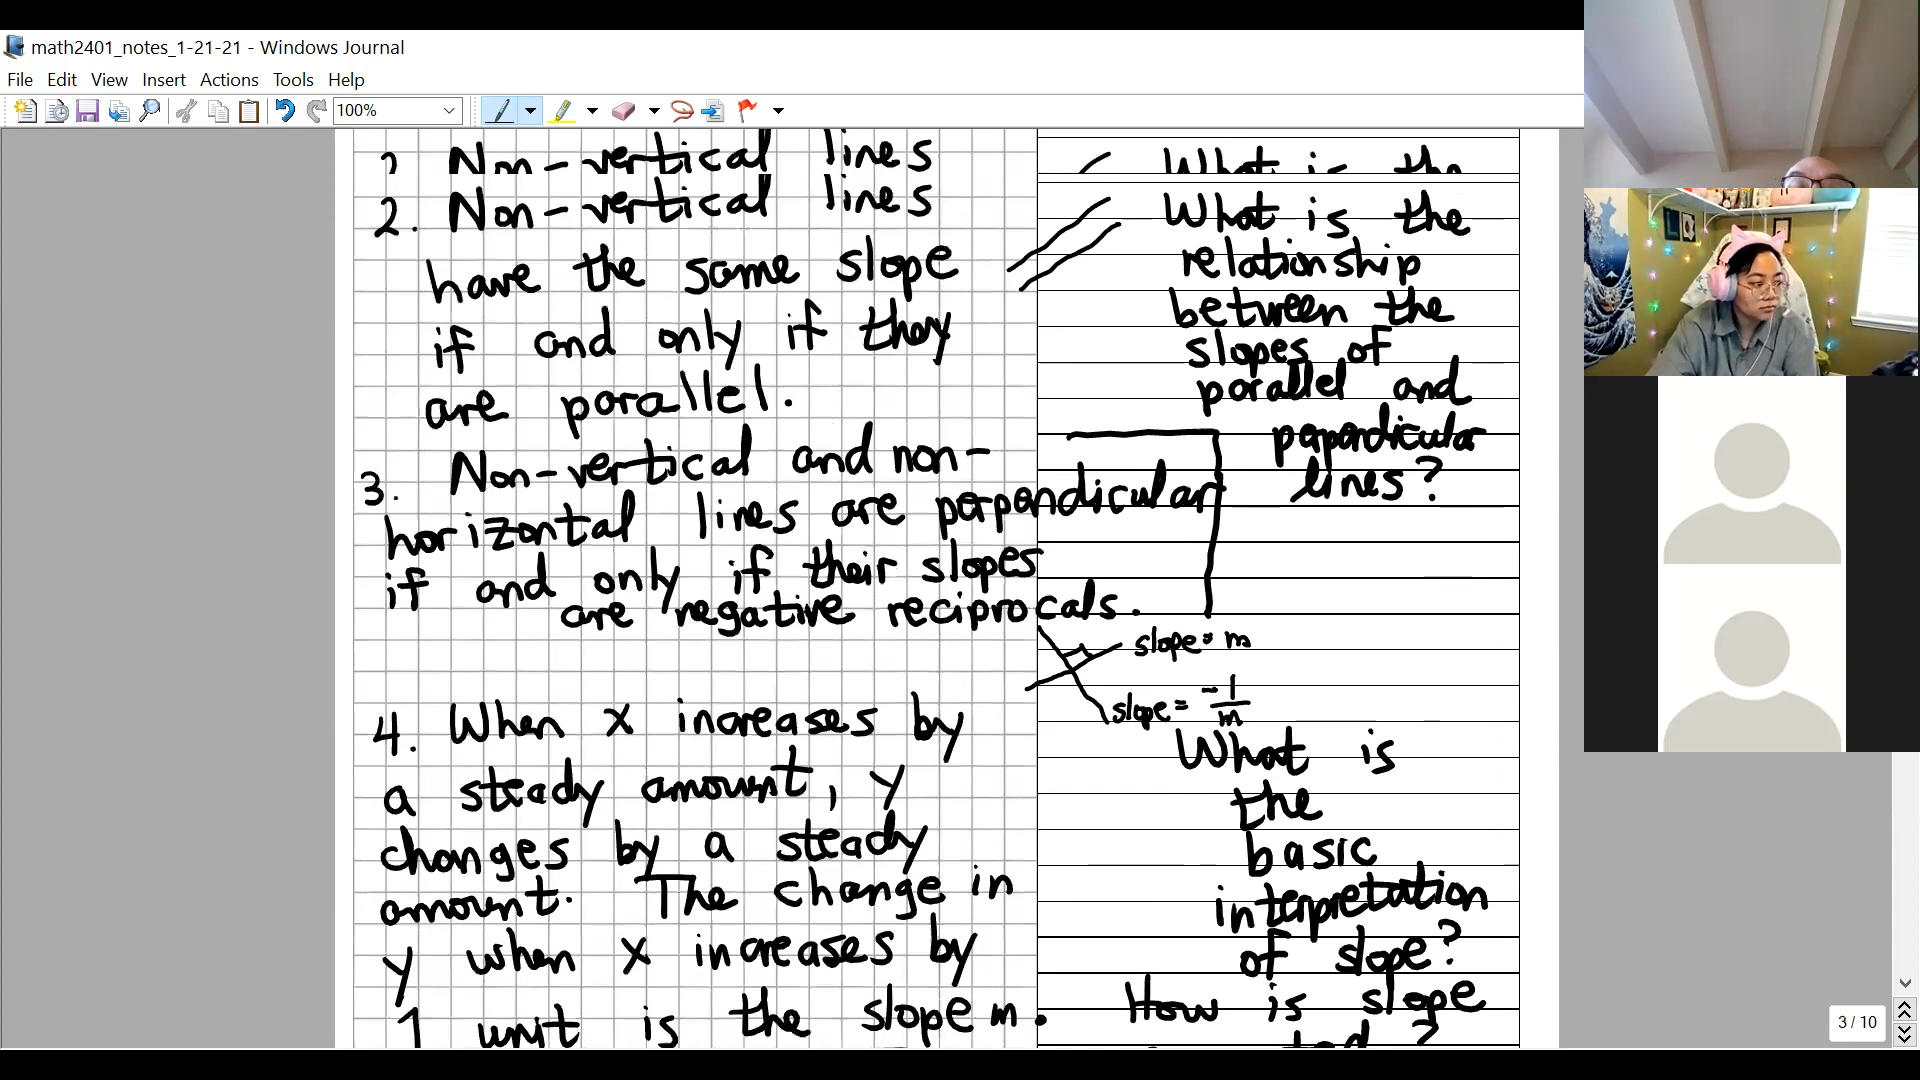 math2401_notes_1-21-21 - Windows Journal
File Edit View Insert Actions Tools Help
100%
2. Non-vertical lines
have the same slope
if and only if they
are parallel.
3. Non-vertical and non-
horizontal lines are perpendicular
if and only if their slopes
are negative reciprocals.
4. When x increases by
a steady amount, y
changes by a steady
amount. The change in
y when x increases by
1 unit is the slope m.
What is the
relationship
between the
slopes of
parallel and
perpendicular
lines?
slope = m
slope = -1/m
What is
the
basic
interpretation
of slope?
How is slope
3 / 10